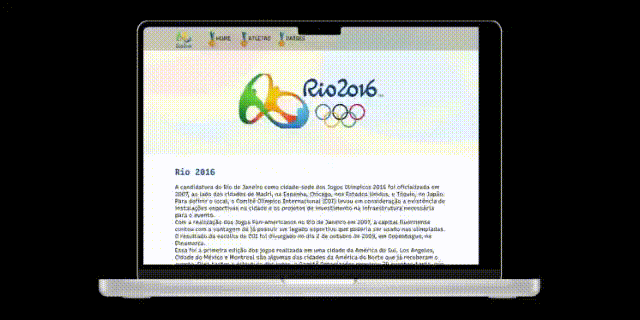 HOME ATLETAS PAÍSES
Rio2016
Rio 2016
A candidatura do Rio de Janeiro como cidade-sede dos Jogos Olímpicos 2016 foi oficializada em
2007, ao lado das cidades de Madri, na Espanha, Chicago, nos Estados Unidos, e Tóquio, no Japão.
Para definir o local, o Comitê Olímpico Internacional (COI) levou em consideração a existência de
instalações esportivas na cidade e os projetos de investimento na infraestrutura necessária
para o evento.
Com a realização dos Jogos Pan-americanos no Rio de Janeiro em 2007, a capital fluminense
contou com a vantagem de já possuir um legado esportivo que poderia ser usado nas olimpíadas.
O resultado da escolha do COI foi divulgado no dia 2 de outubro de 2009, em Copenhague, na
Dinamarca.
Essa foi a primeira edição dos jogos realizada em uma cidade da América do Sul. Los Angeles,
Cidade do México e Montreal são algumas das cidades da América do Norte que já sediaram o